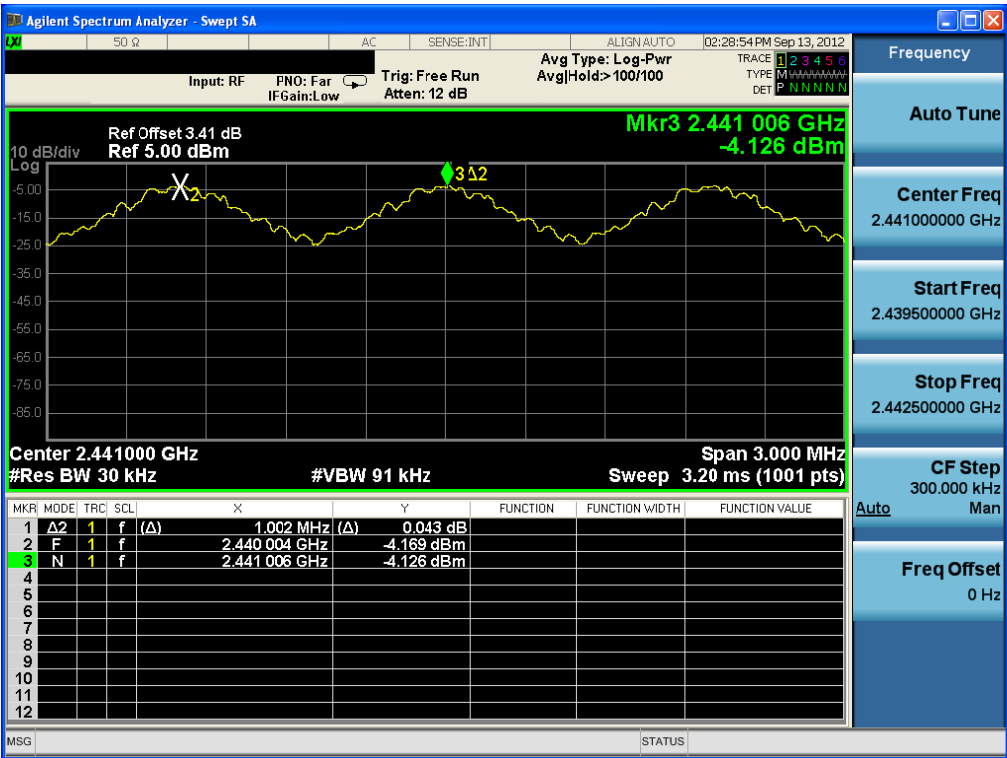 Agilent Spectrum Analyzer - Swept SA
LXI 50 Ω AC SENSE:INT ALIGN AUTO 02:28:54 PM Sep 13, 2012
Input: RF PNO: Far IFGain:Low Trig: Free Run Atten: 12 dB Avg Type: Log-Pwr Avg|Hold:> 100/100
TRACE 1 2 3 4 5 6
TYPE M WWWWW
DET P N N N N N
Frequency
Auto Tune
Center Freq
2.441000000 GHz
Start Freq
2.439500000 GHz
Stop Freq
2.442500000 GHz
CF Step
300.000 kHz
Auto Man
Freq Offset
0 Hz
Mkr3 2.441 006 GHz
-4.126 dBm
Ref Offset 3.41 dB
10 dB/div Ref 5.00 dBm
Log
2
3Δ2
-5.00
-15.0
-25.0
-35.0
-45.0
-55.0
-65.0
-75.0
-85.0
Center 2.441000 GHz Span 3.000 MHz
#Res BW 30 kHz #VBW 91 kHz Sweep 3.20 ms (1001 pts)
MKR MODE TRC SCL X Y FUNCTION FUNCTION WIDTH FUNCTION VALUE
1 Δ2 1 f (Δ) 1.002 MHz (Δ) 0.043 dB
2 F 1 f 2.440 004 GHz -4.169 dBm
3 N 1 f 2.441 006 GHz -4.126 dBm
4
5
6
7
8
9
10
11
12
MSG STATUS